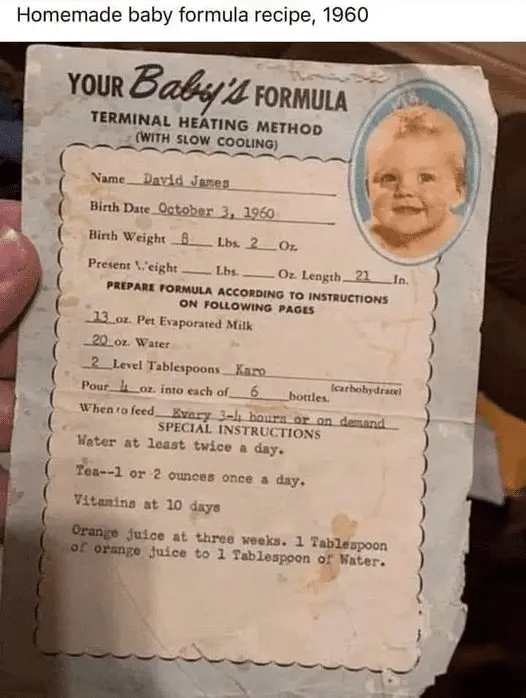 Homemade baby formula recipe, 1960
YOUR Baby's FORMULA
TERMINAL HEATING METHOD
(WITH SLOW COOLING)
Name David James
Birth Date October 3, 1960
Birth Weight 8 Lbs. 2 Oz.
Present Weight Lbs. Oz. Length 21 In.
PREPARE FORMULA ACCORDING TO INSTRUCTIONS
ON FOLLOWING PAGES
13 oz. Pet Evaporated Milk
20 oz. Water
2 Level Tablespoons Karo
(carbohydrate)
Pour 4 oz. into each of 6 bottles.
When to feed Every 3-4 hours or on demand
SPECIAL INSTRUCTIONS
Water at least twice a day.
Tea--1 or 2 ounces once a day.
Vitamins at 10 days
Orange juice at three weeks. 1 Tablespoon
of orange juice to 1 Tablespoon of Water.